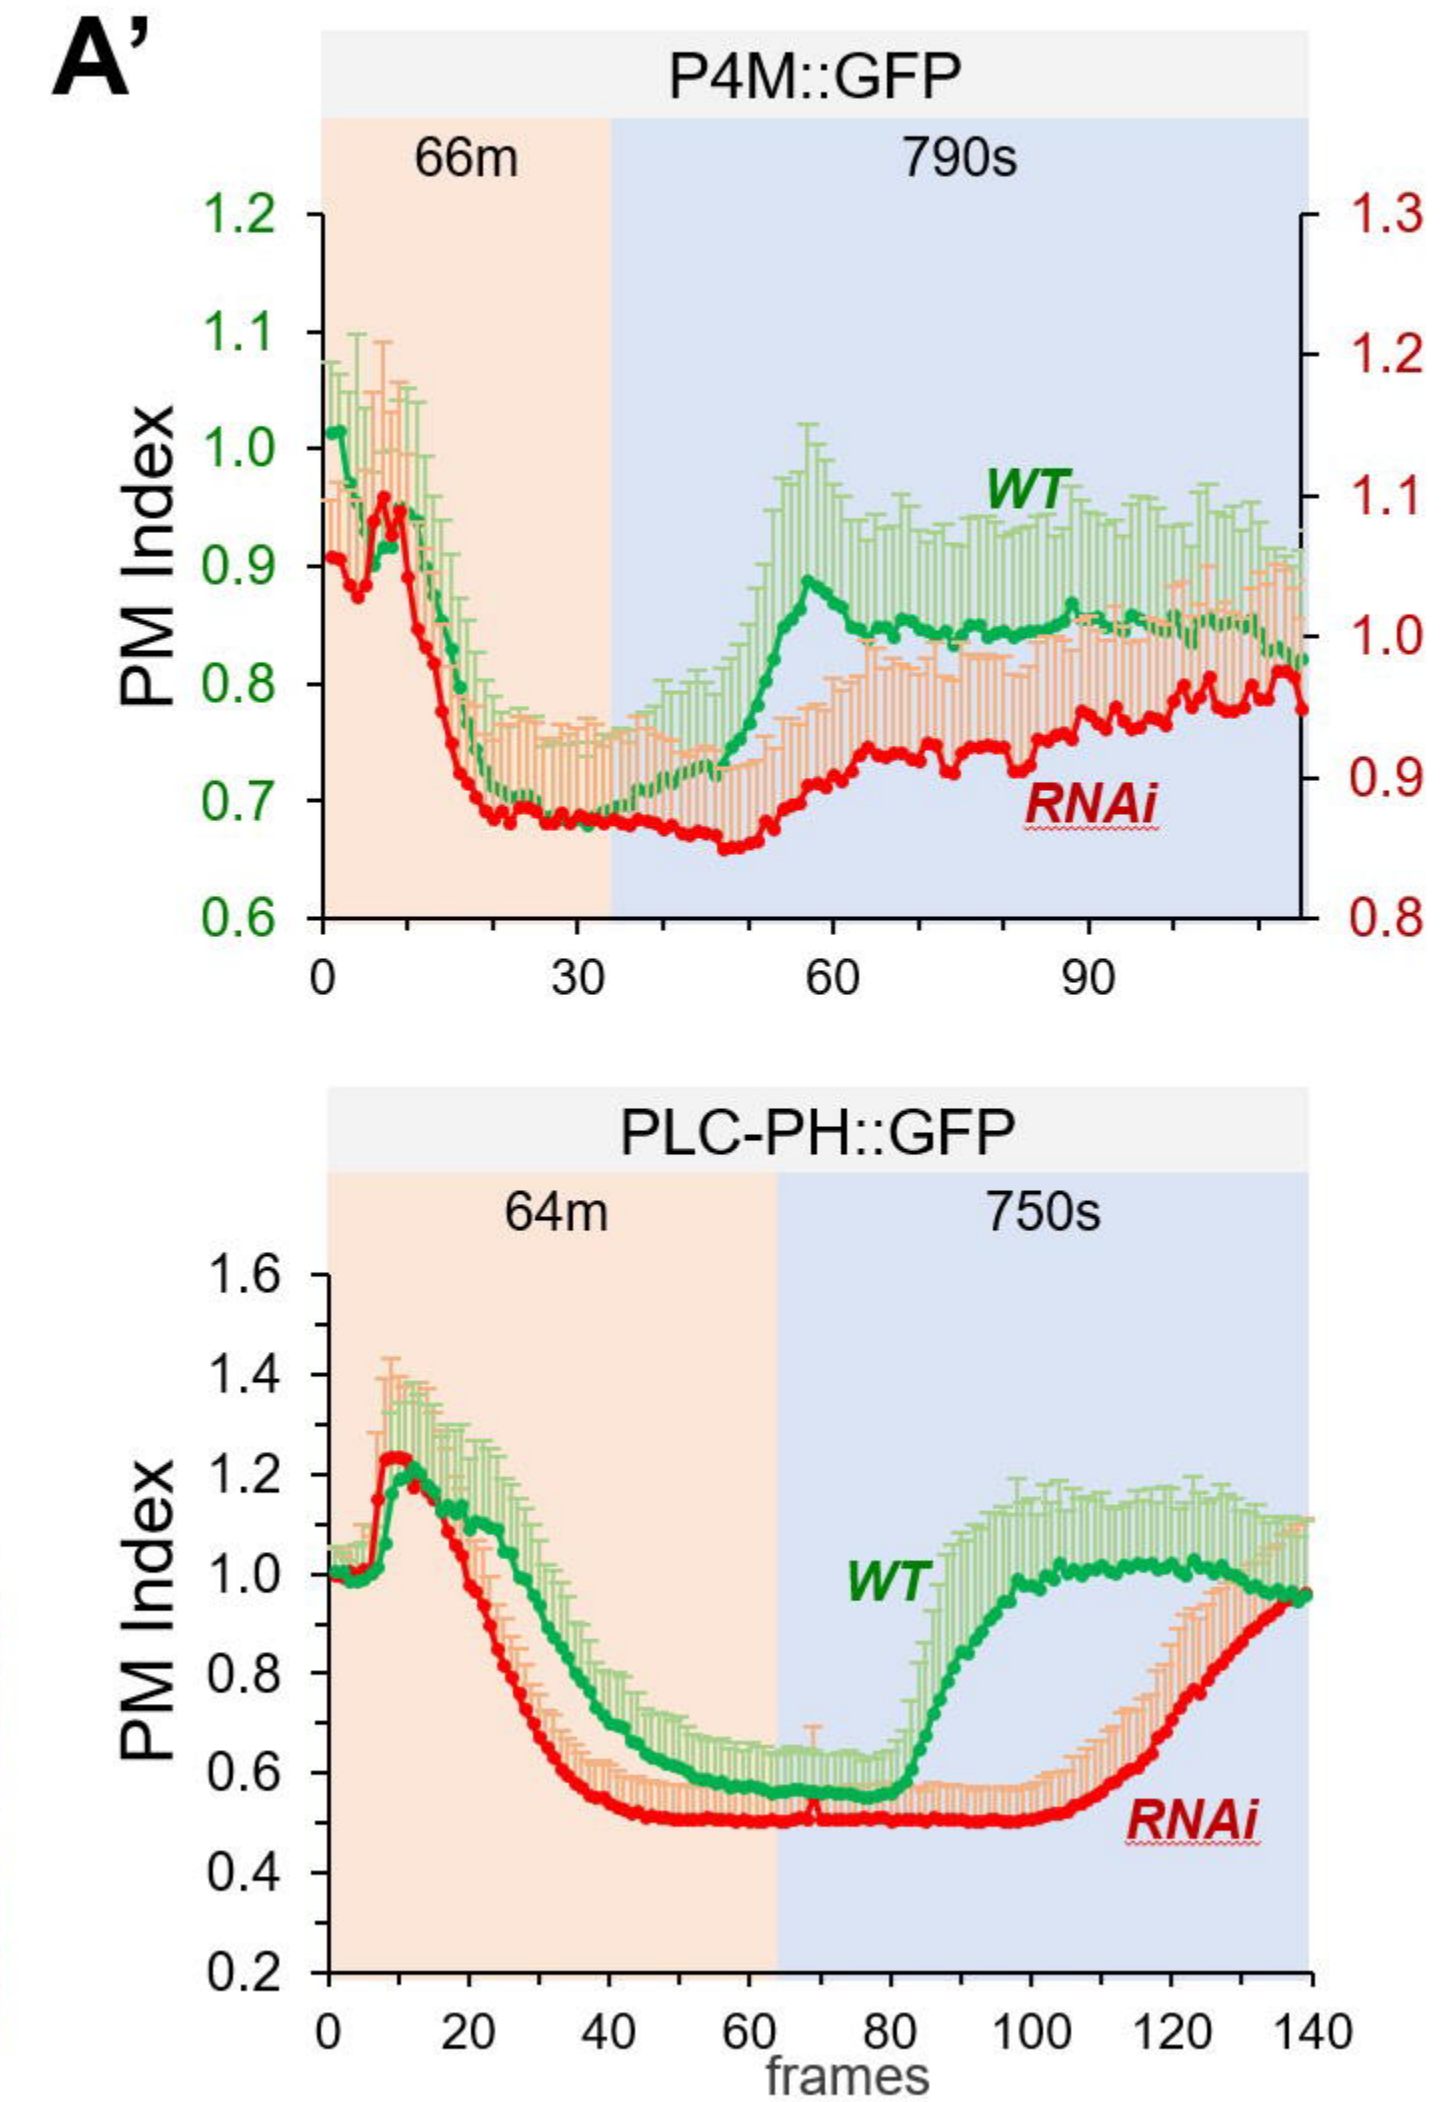 A’
P4M::GFP
66m 790s
1.2 1.3
1.1 1.2
1.0 1.1
0.9 1.0
0.8 0.9
0.7 0.8
0.6
PM Index
WT
RNAi
0 30 60 90
PLC-PH::GFP
64m 750s
1.6
1.4
1.2
1.0
0.8
0.6
0.4
0.2
PM Index
WT
RNAi
0 20 40 60 80 100 120 140
frames